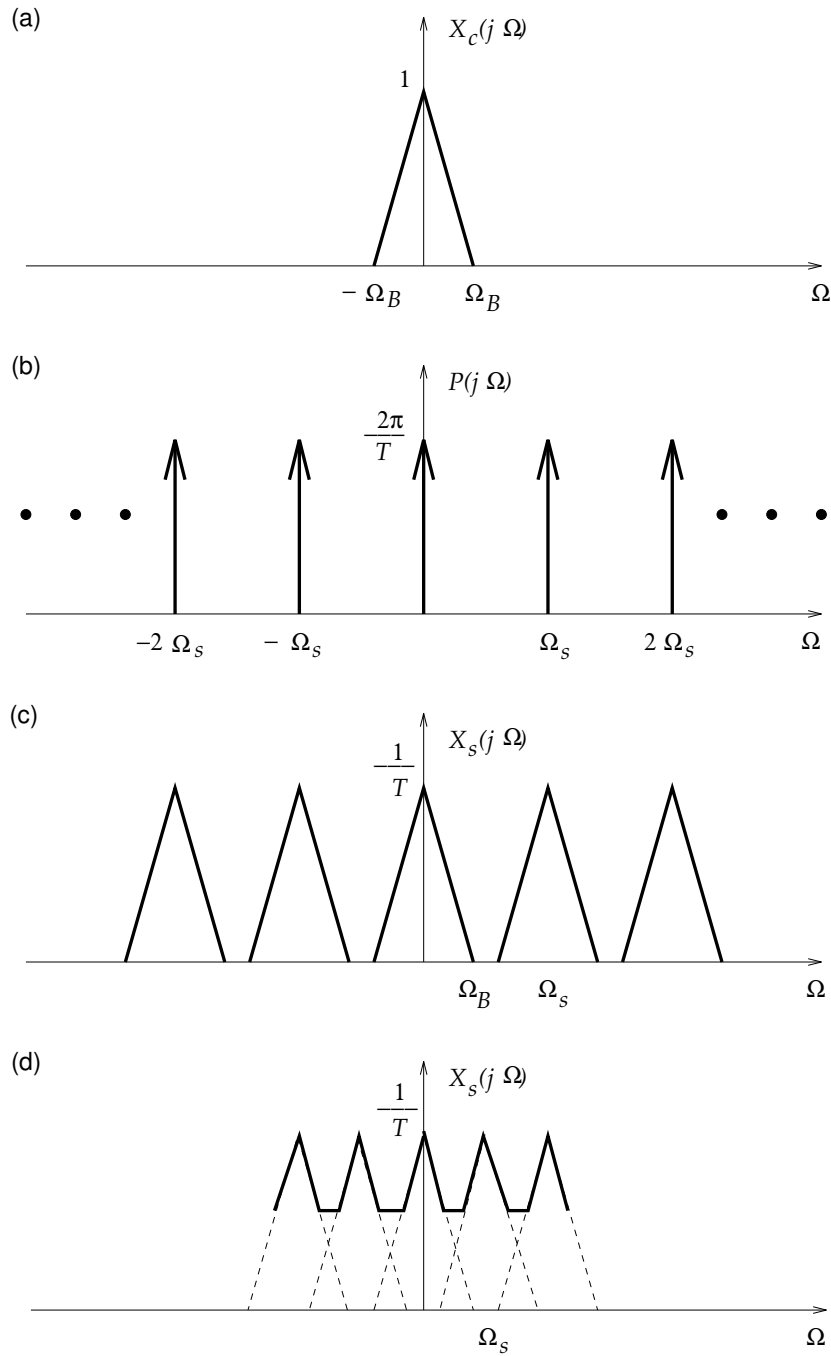 (a)
X_c(j Ω)
1
− Ω_B
Ω_B
Ω
(b)
P(j Ω)
2π
T
−2 Ω_s
− Ω_s
Ω_s
2 Ω_s
Ω
(c)
X_s(j Ω)
1
T
Ω_B
Ω_s
Ω
(d)
X_s(j Ω)
1
T
Ω_s
Ω